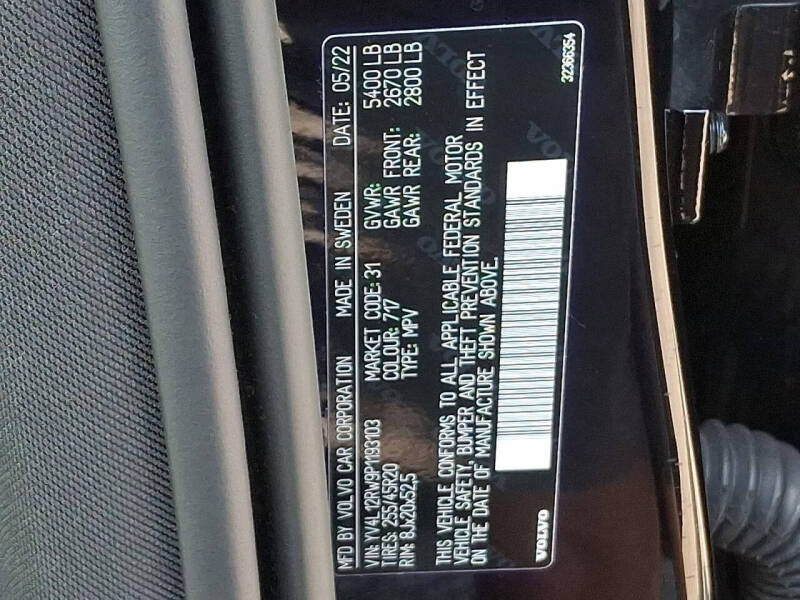 MFD BY VOLVO CAR CORPORATION MADE IN SWEDEN DATE: 05/22
VIN: YV4L12RW9P1193103 MARKET CODE: 31 GVWR: 5400 LB
TIRES: 255/45R20 COLOUR: 717 GAWR FRONT: 2670 LB
RIM: 8Jx20x52,5 TYPE: MPV GAWR REAR: 2800 LB
THIS VEHICLE CONFORMS TO ALL APPLICABLE FEDERAL MOTOR
VEHICLE SAFETY, BUMPER AND THEFT PREVENTION STANDARDS IN EFFECT
ON THE DATE OF MANUFACTURE SHOWN ABOVE.
VOLVO
32366354